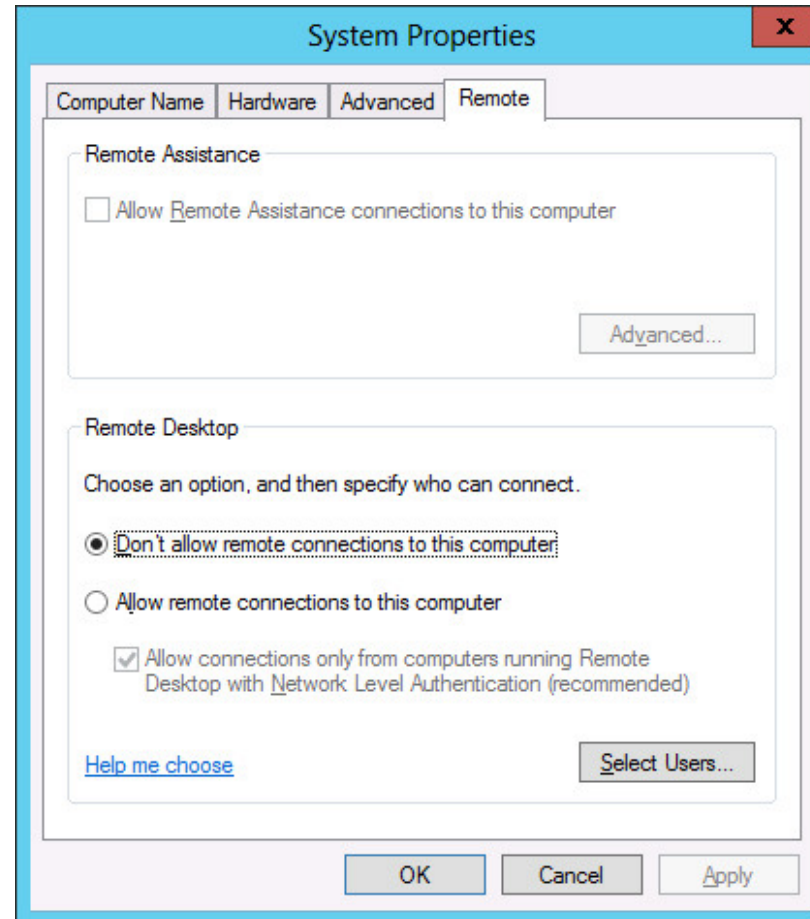 System Properties
x
Computer Name
Hardware
Advanced
Remote
Remote Assistance
Allow Remote Assistance connections to this computer
Advanced...
Remote Desktop
Choose an option, and then specify who can connect.
Don't allow remote connections to this computer
Allow remote connections to this computer
Allow connections only from computers running Remote
Desktop with Network Level Authentication (recommended)
Help me choose
Select Users...
OK
Cancel
Apply